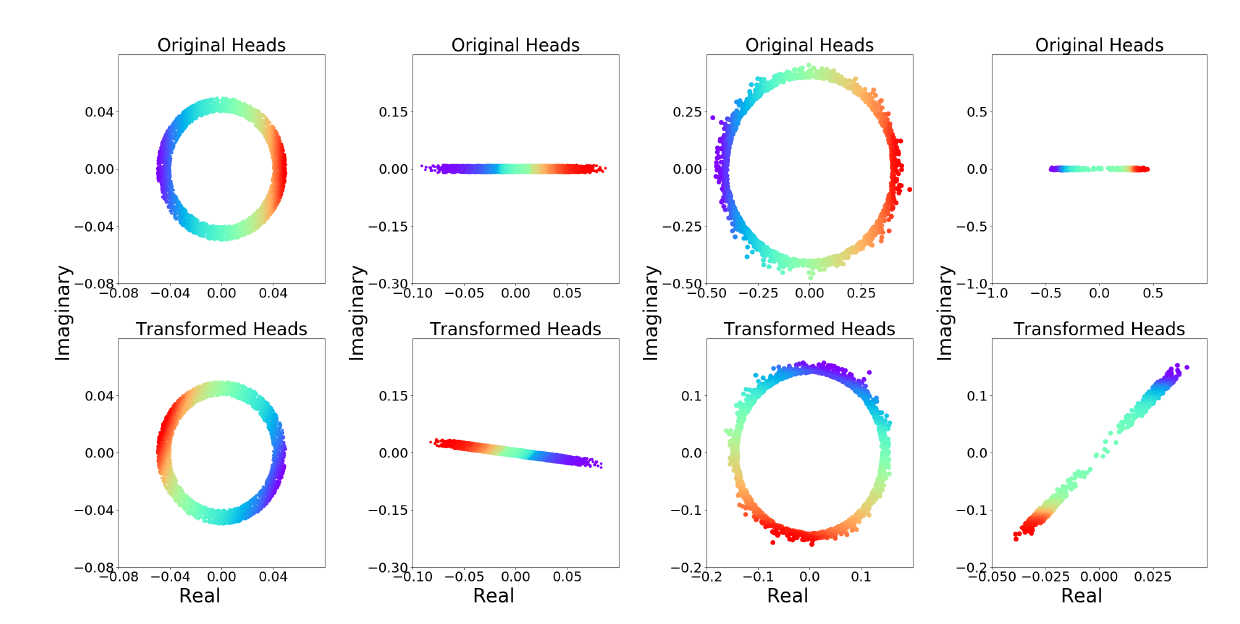 Original Heads
0.04
0.00
−0.04
−0.08
−0.08 −0.04 0.00 0.04
Original Heads
0.15
0.00
−0.15
−0.30
−0.10 −0.05 0.00 0.05
Original Heads
0.25
0.00
−0.25
−0.50
−0.50 −0.25 0.00 0.25
Original Heads
0.5
0.0
−0.5
−1.0
−1.0 −0.5 0.0 0.5
Imaginary
Imaginary
Imaginary
Imaginary
Transformed Heads
0.04
0.00
−0.04
−0.08
−0.08 −0.04 0.00 0.04
Real
Transformed Heads
0.15
0.00
−0.15
−0.30
−0.10 −0.05 0.00 0.05
Real
Transformed Heads
0.1
0.0
−0.1
−0.2
−0.2 −0.1 0.0 0.1
Real
Transformed Heads
0.1
0.0
−0.1
−0.2
−0.050 −0.025 0.000 0.025
Real